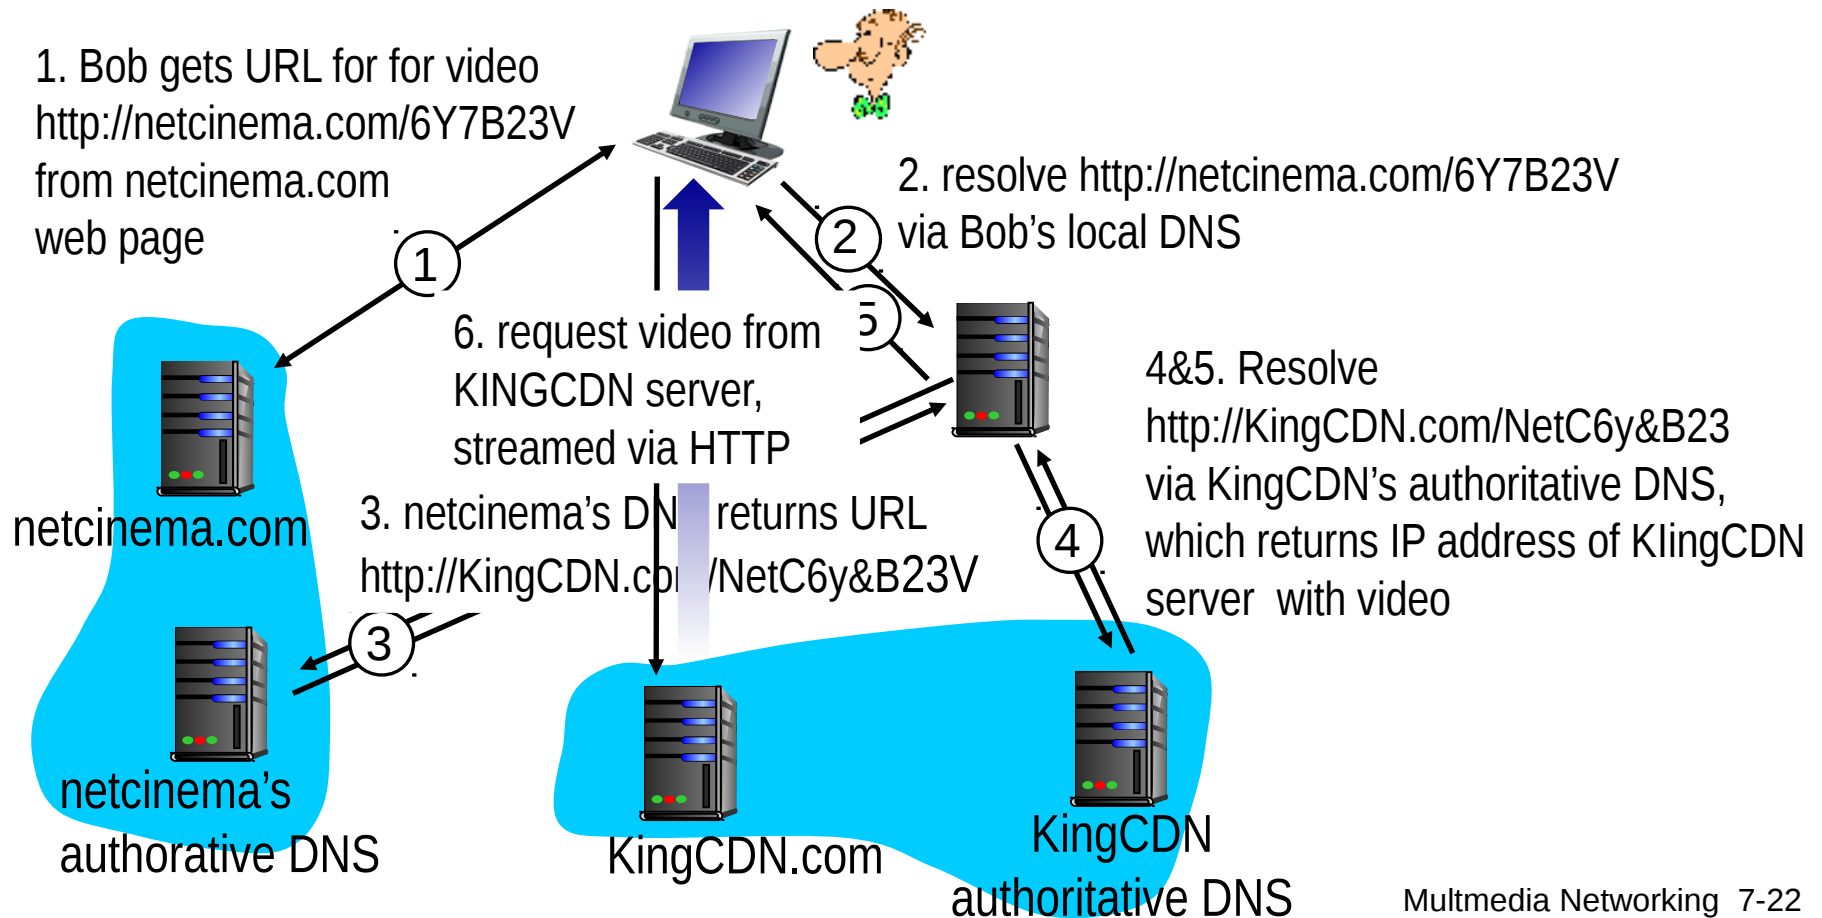 1. Bob gets URL for for video
http://netcinema.com/6Y7B23V
from netcinema.com
web page
2. resolve http://netcinema.com/6Y7B23V
via Bob’s local DNS
1
2
5
6. request video from
KINGCDN server,
streamed via HTTP
4&5. Resolve
http://KingCDN.com/NetC6y&B23
via KingCDN’s authoritative DNS,
which returns IP address of KIingCDN
server with video
netcinema.com
3. netcinema’s DN returns URL
http://KingCDN.com/NetC6y&B23V
4
3
netcinema’s
authorative DNS
KingCDN.com
KingCDN
authoritative DNS
Multmedia Networking 7-22